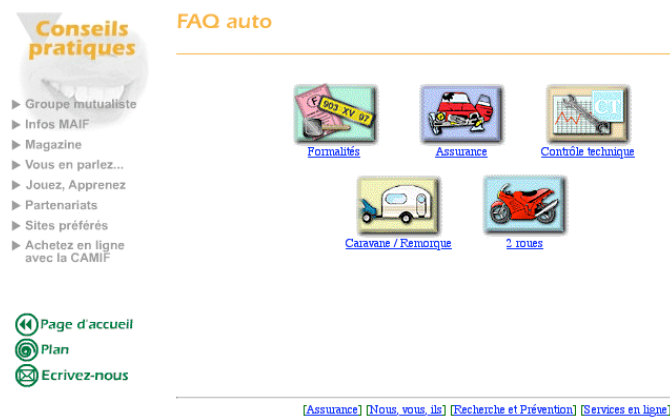 Conseils
pratiques
Groupe mutualiste
Infos MAIF
Magazine
Vous en parlez...
Jouez, Apprenez
Partenariats
Sites préférés
Achetez en ligne
avec la CAMIF
Page d'accueil
Plan
Ecrivez-nous
FAQ auto
F
903 XV 97
CT
Formalités
Assurance
Contrôle technique
Caravane / Remorque
2 roues
[Assurance] [Nous, vous, ils] [Recherche et Prévention] [Services en ligne]